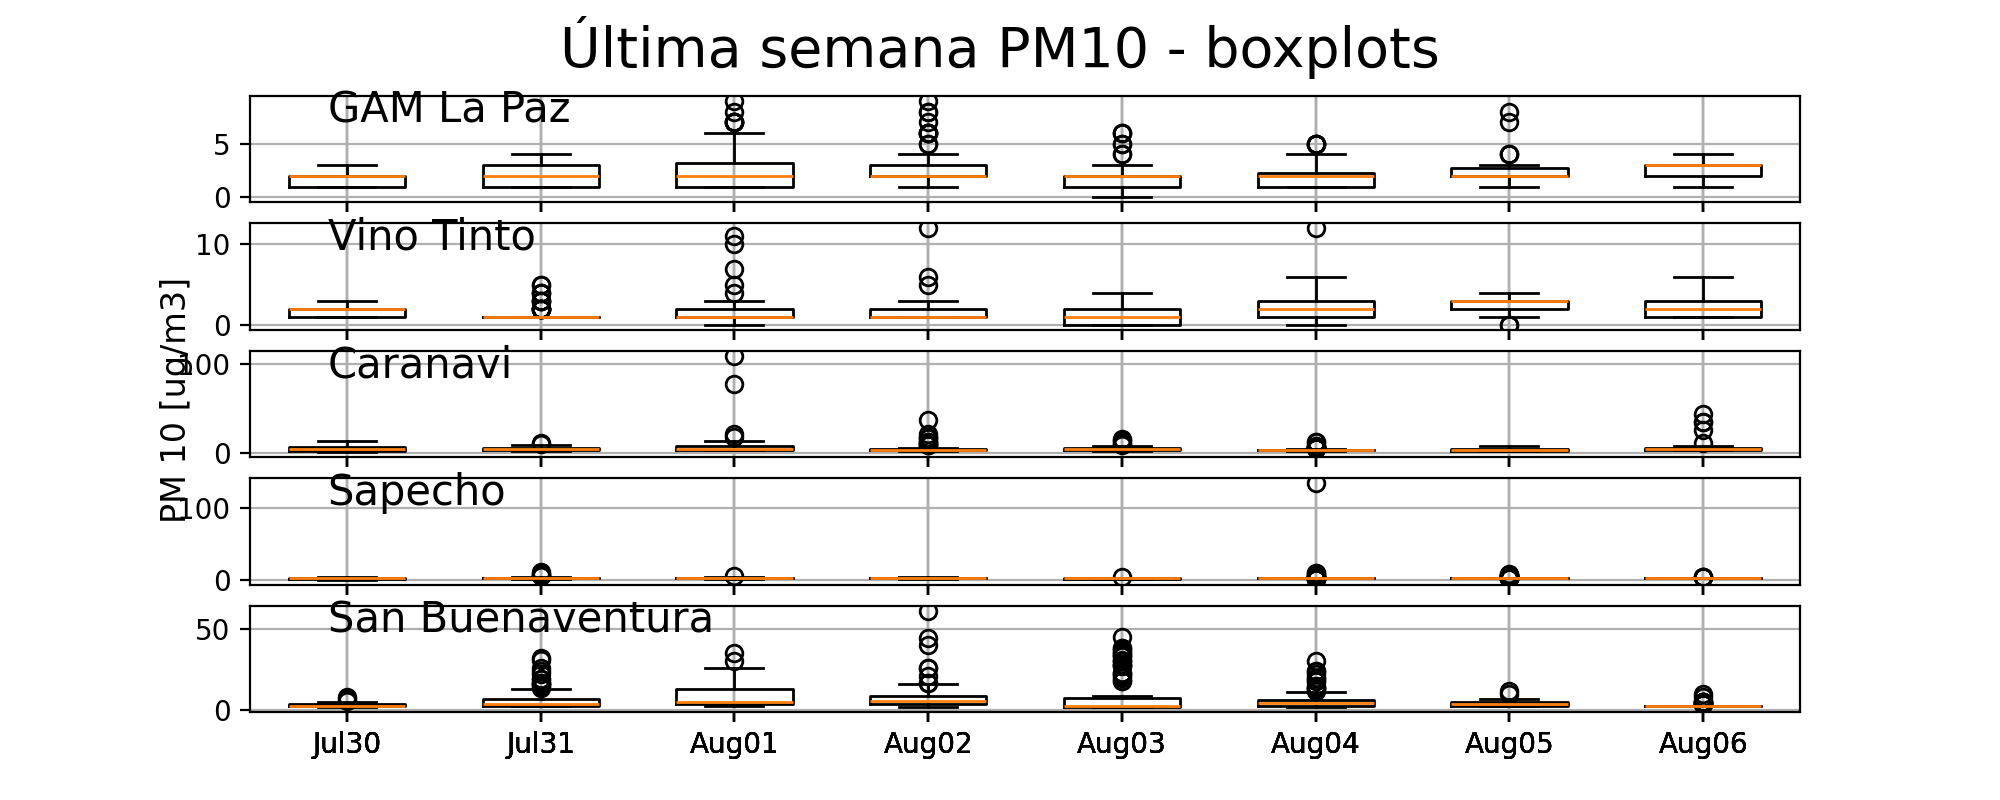 Última semana PM10 - boxplots
GAM La Paz
5
0
Vino Tinto
10
0
PM 10 [ug/m3]
Caranavi
100
0
Sapecho
100
0
San Buenaventura
50
0
Jul30 Jul31 Aug01 Aug02 Aug03 Aug04 Aug05 Aug06